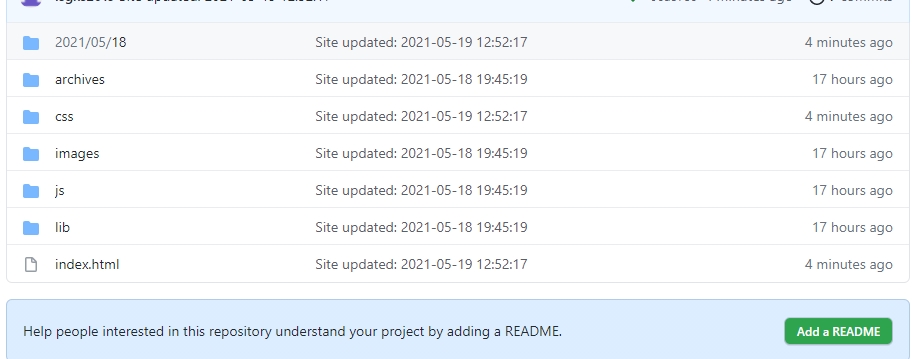 2021/05/18 Site updated: 2021-05-19 12:52:17 4 minutes ago
archives Site updated: 2021-05-18 19:45:19 17 hours ago
css Site updated: 2021-05-19 12:52:17 4 minutes ago
images Site updated: 2021-05-18 19:45:19 17 hours ago
js Site updated: 2021-05-18 19:45:19 17 hours ago
lib Site updated: 2021-05-18 19:45:19 17 hours ago
index.html Site updated: 2021-05-19 12:52:17 4 minutes ago
Help people interested in this repository understand your project by adding a README. Add a README